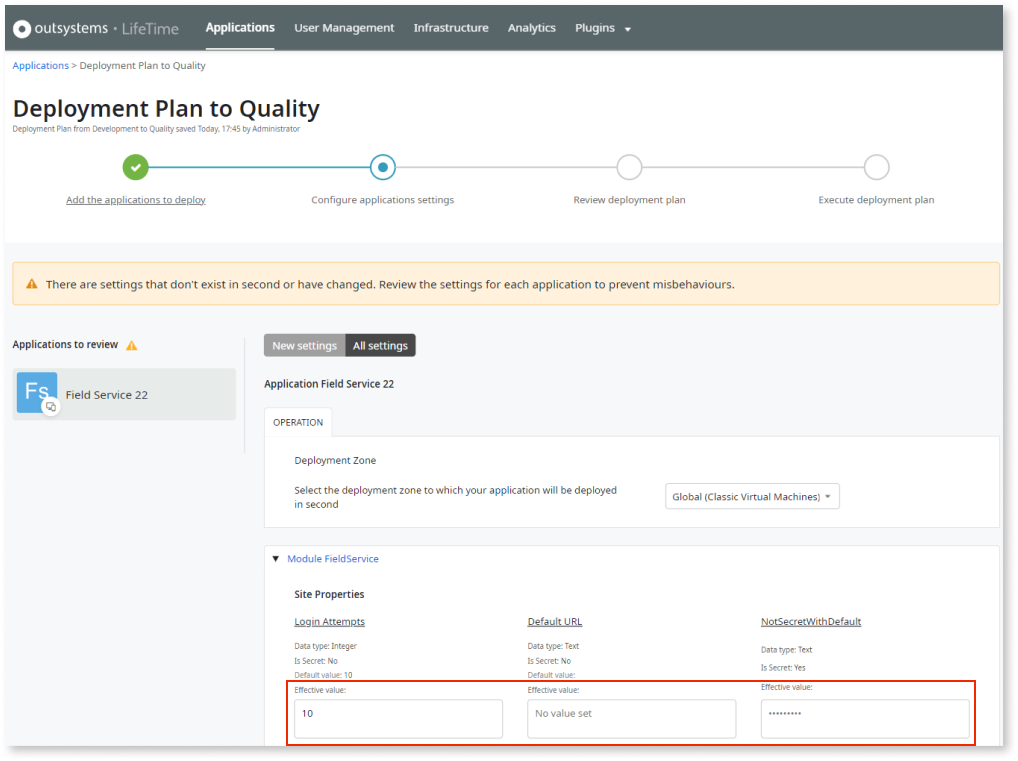 outsystems · LifeTime Applications User Management Infrastructure Analytics Plugins
Applications > Deployment Plan to Quality
Deployment Plan to Quality
Deployment Plan from Development to Quality saved Today, 17:45 by Administrator
Add the applications to deploy Configure applications settings Review deployment plan Execute deployment plan
There are settings that don't exist in second or have changed. Review the settings for each application to prevent misbehaviours.
Applications to review
Fs Field Service 22
New settings All settings
Application Field Service 22
OPERATION
Deployment Zone
Select the deployment zone to which your application will be deployed
in second
Global (Classic Virtual Machines)
Module FieldService
Site Properties
Login Attempts Default URL NotSecretWithDefault
Data type: Integer Data type: Text Data type: Text
Is Secret: No Is Secret: No Is Secret: Yes
Default value: 10 Default value:
Effective value: Effective value: Effective value:
10 No value set •••••••••